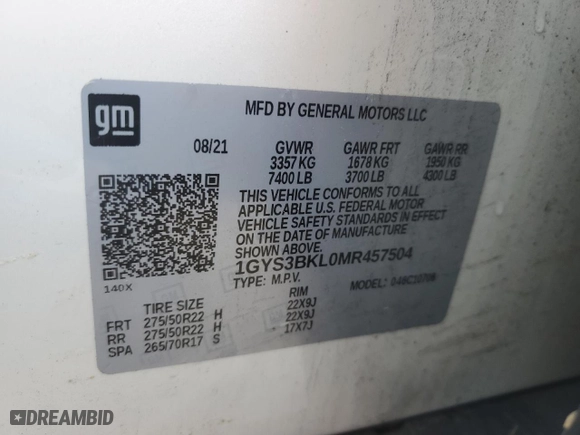 gm
MFD BY GENERAL MOTORS LLC
08/21 GVWR GAWR FRT GAWR RR
3357 KG 1678 KG 1950 KG
7400 LB 3700 LB 4300 LB
THIS VEHICLE CONFORMS TO ALL
APPLICABLE U.S. FEDERAL MOTOR
VEHICLE SAFETY STANDARDS IN EFFECT
ON THE DATE OF MANUFACTURE
1GYS3BKL0MR457504
TYPE: M.P.V. MODEL:
140X
TIRE SIZE RIM
FRT 275/50R22 H 22X9J
RR 275/50R22 H 22X9J
SPA 265/70R17 S 17X7J
DREAMBID